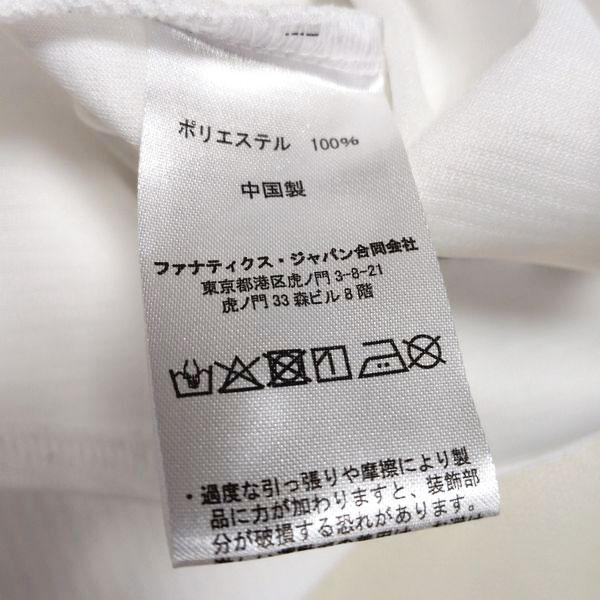 ポリエステル 100%
中国製
ファナティクス・ジャパン合同会社
東京都港区虎ノ門3-8-21
虎ノ門33森ビル8階
・過度な引っ張りや摩擦により製
品に力が加わりますと、装飾部
分が破損する恐れがあります。